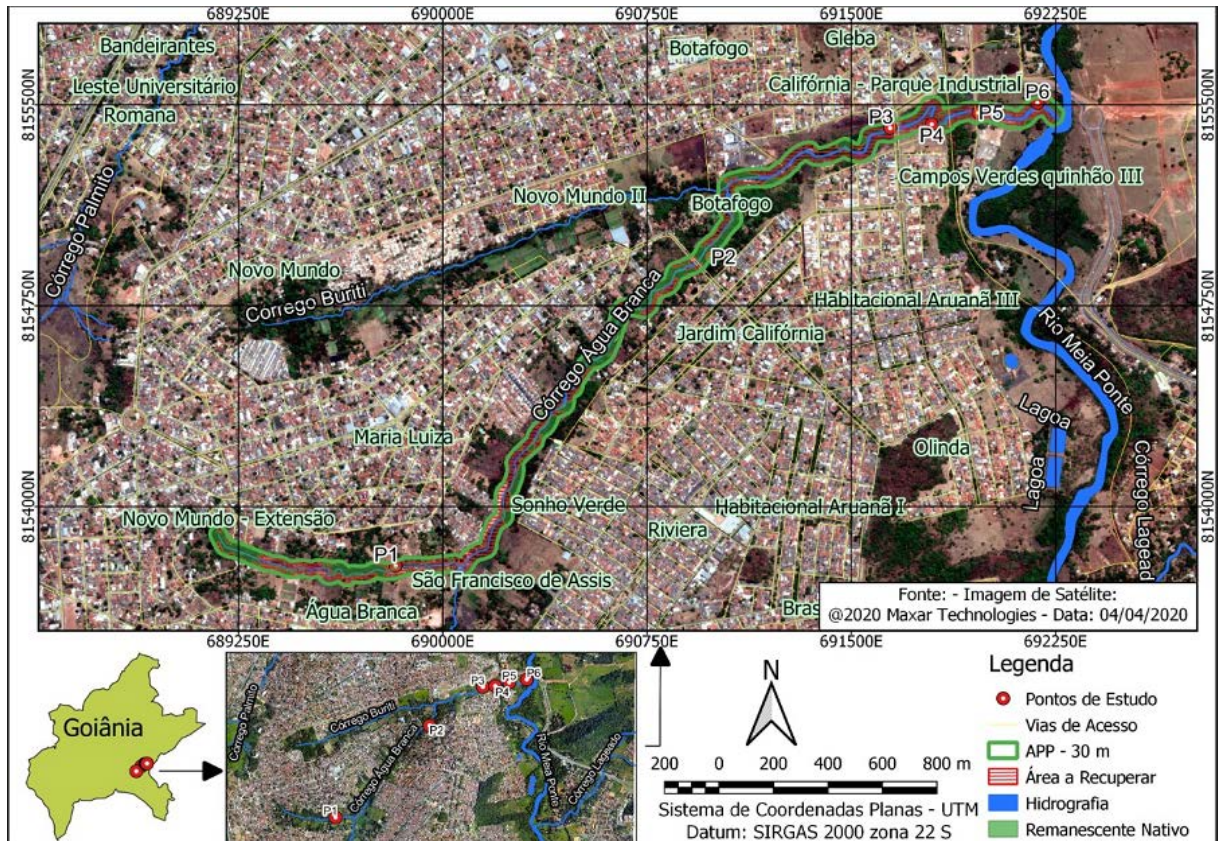 689250E 690000E 690750E 691500E 692250E
Bandeirantes
Leste Universitário
Romana
Botafogo
Gleba
Califórnia - Parque Industrial
P6
P5
P4
P3
8155500N
8155500N
Campos Verdes quinhão III
Córrego Palmito
Novo Mundo II
Botafogo
P2
Novo Mundo
Córrego Buriti
Córrego Água Branca
Habitacional Aruanã III
Jardim Califórnia
8154750N
8154750N
Rio Meia Ponte
Maria Luiza
Olinda
Lagoa
Lagoa
Córrego Lagead
Novo Mundo - Extensão
Sonho Verde
Habitacional Aruanã I
Riviera
8154000N
8154000N
P1
São Francisco de Assis
Água Branca
Bras
Fonte: - Imagem de Satélite:
@2020 Maxar Technologies - Data: 04/04/2020
689250E 690000E 690750E 691500E 692250E
Goiânia
Córrego Palmito
Córrego Buriti
Córrego Água Branca
P1
P2
P3
P4
P5
P6
Rio Meia Ponte
Córrego Lageado
N
200 0 200 400 600 800 m
Sistema de Coordenadas Planas - UTM
Datum: SIRGAS 2000 zona 22 S
Legenda
Pontos de Estudo
Vias de Acesso
APP - 30 m
Área a Recuperar
Hidrografia
Remanescente Nativo